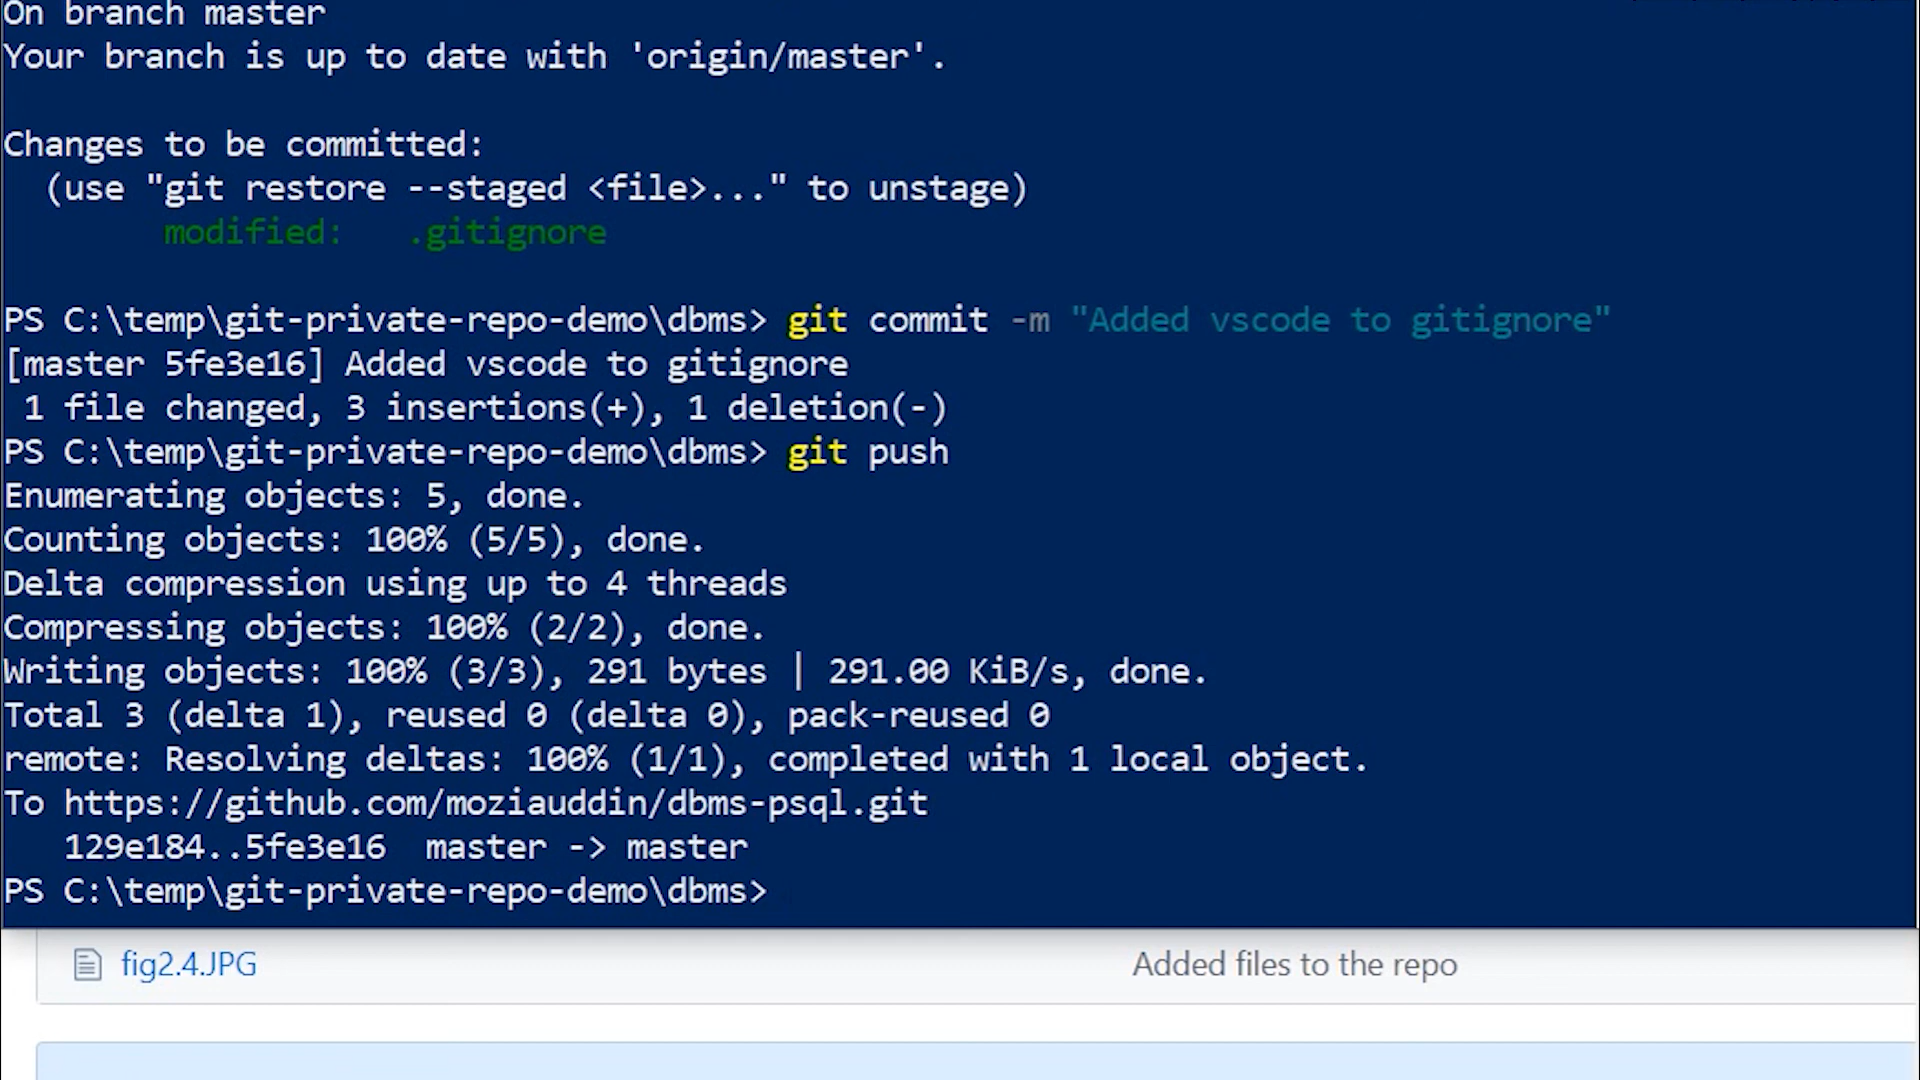 On branch master
Your branch is up to date with 'origin/master'.
Changes to be committed:
  (use "git restore --staged <file>..." to unstage)
        modified:   .gitignore
PS C:\temp\git-private-repo-demo\dbms> git commit -m "Added vscode to gitignore"
[master 5fe3e16] Added vscode to gitignore
 1 file changed, 3 insertions(+), 1 deletion(-)
PS C:\temp\git-private-repo-demo\dbms> git push
Enumerating objects: 5, done.
Counting objects: 100% (5/5), done.
Delta compression using up to 4 threads
Compressing objects: 100% (2/2), done.
Writing objects: 100% (3/3), 291 bytes | 291.00 KiB/s, done.
Total 3 (delta 1), reused 0 (delta 0), pack-reused 0
remote: Resolving deltas: 100% (1/1), completed with 1 local object.
To https://github.com/moziauddin/dbms-psql.git
   129e184..5fe3e16  master -> master
PS C:\temp\git-private-repo-demo\dbms>
fig2.4.JPG Added files to the repo